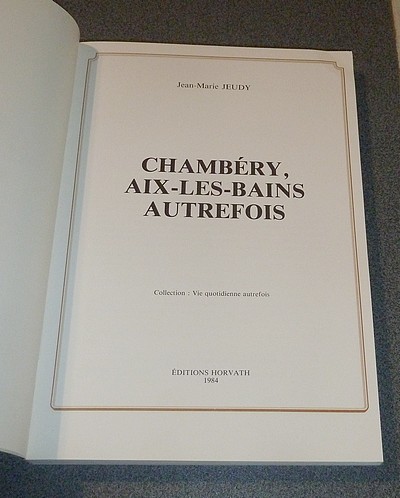 Jean-Marie JEUDY
CHAMBÉRY,
AIX-LES-BAINS
AUTREFOIS
Collection : Vie quotidienne autrefois
ÉDITIONS HORVATH
1984